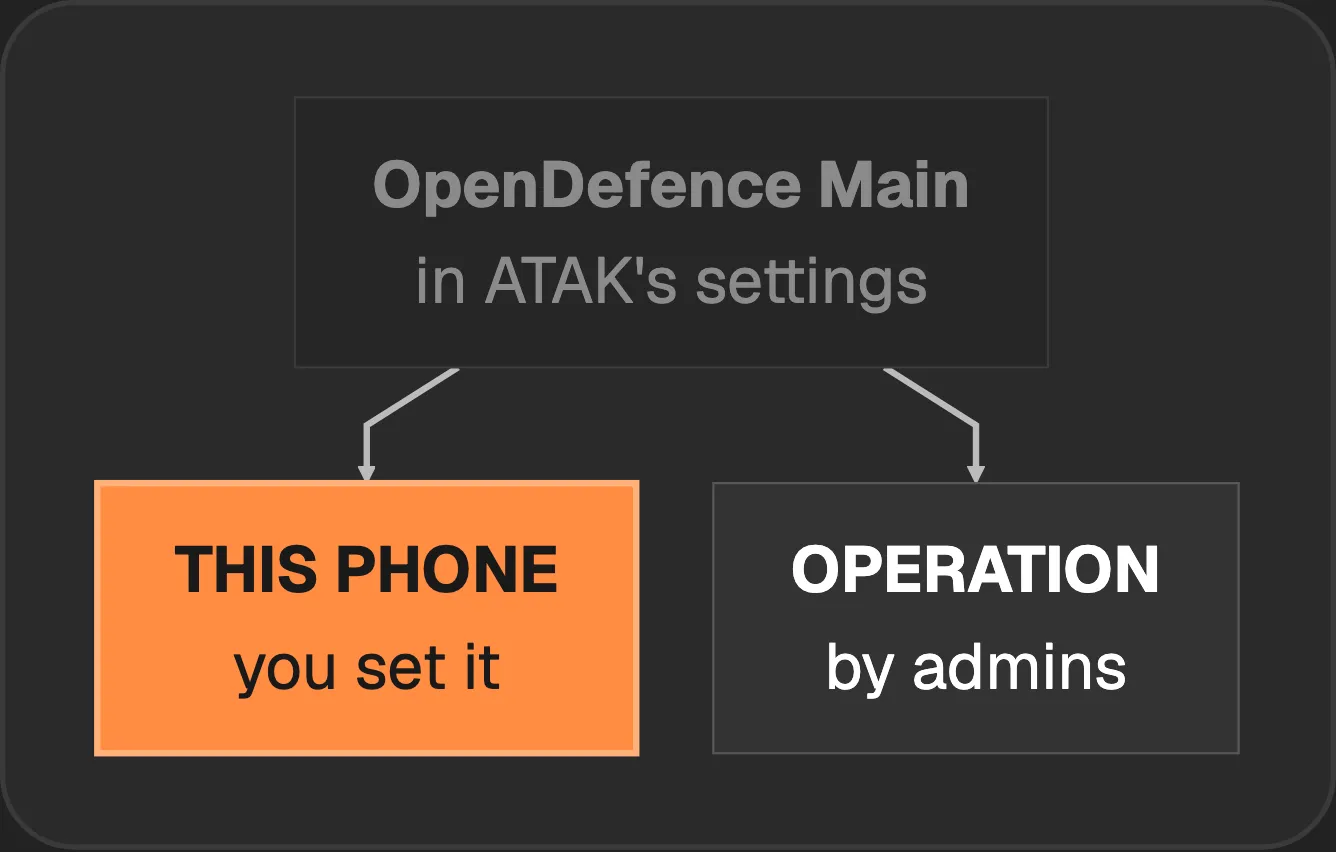 OpenDefence Main
in ATAK's settings
THIS PHONE
you set it
OPERATION
by admins